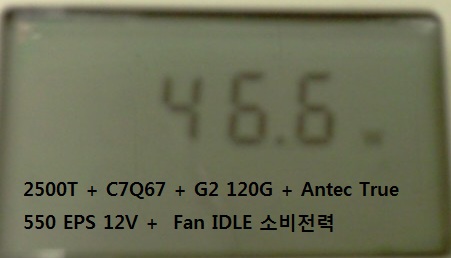 46.6
2500T + C7Q67 + G2 120G + Antec True
550 EPS 12V +  Fan IDLE 소비전력